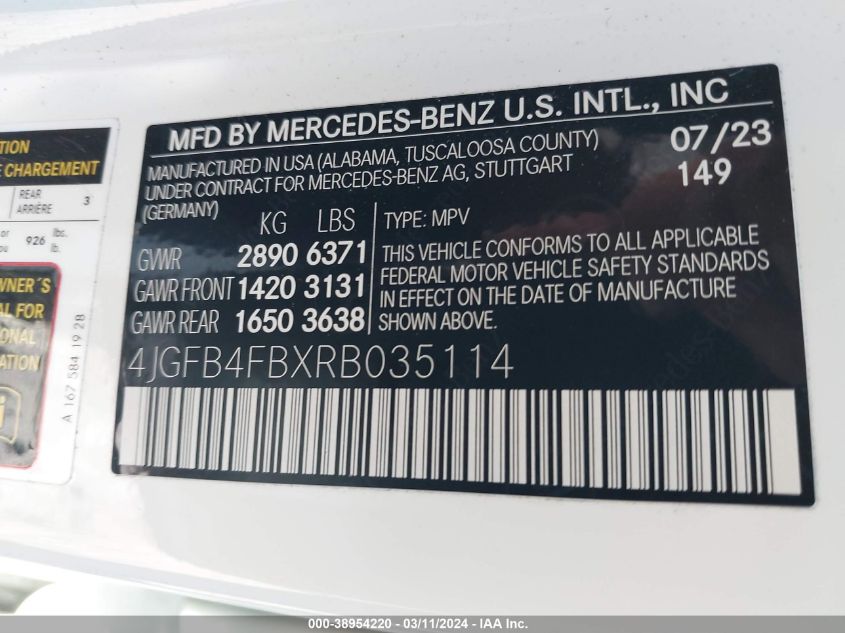 TION
E CHARGEMENT
REAR
ARRIÈRE 3
or
ou 926 lbs.
lb.
WNER´S
AL FOR
ONAL
ATION
i
A 167 584 19 28
MFD BY MERCEDES-BENZ U.S. INTL., INC
MANUFACTURED IN USA (ALABAMA, TUSCALOOSA COUNTY) 07/23
UNDER CONTRACT FOR MERCEDES-BENZ AG, STUTTGART 149
(GERMANY)
KG LBS TYPE: MPV
GVWR 2890 6371
GAWR FRONT 1420 3131
GAWR REAR 1650 3638
THIS VEHICLE CONFORMS TO ALL APPLICABLE
FEDERAL MOTOR VEHICLE SAFETY STANDARDS
IN EFFECT ON THE DATE OF MANUFACTURE
SHOWN ABOVE.
4JGFB4FBXRB035114
000-38954220 - 03/11/2024 - IAA Inc.